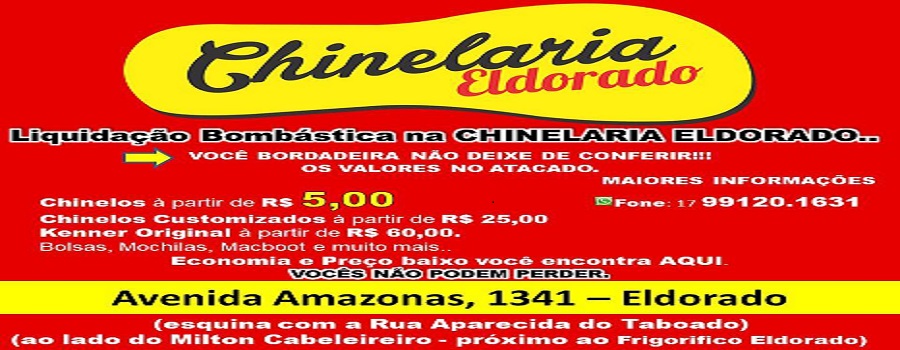 Chinelaria
Eldorado
Liquidação Bombástica na CHINELARIA ELDORADO..
VOCÊ BORDADEIRA NÃO DEIXE DE CONFERIR!!!
OS VALORES NO ATACADO.
MAIORES INFORMAÇÕES
Fone: 17 99120.1631
Chinelos à partir de R$ 5,00
Chinelos Customizados à partir de R$ 25,00
Kenner Original à partir de R$ 60,00.
Bolsas, Mochilas, Macboot e muito mais..
Economia e Preço baixo você encontra AQUI.
VOCÊS NÃO PODEM PERDER.
Avenida Amazonas, 1341 – Eldorado
(esquina com a Rua Aparecida do Taboado)
(ao lado do Milton Cabeleireiro - próximo ao Frigorifico Eldorado)